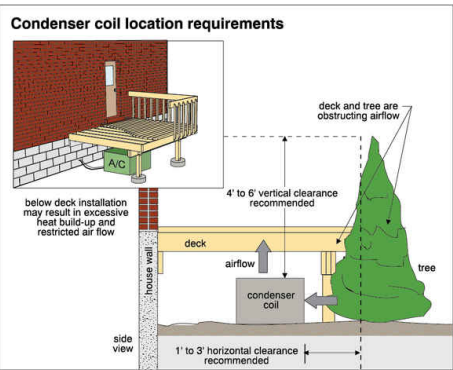 Condenser coil location requirements
A/C
below deck installation
may result in excessive
heat build-up and
restricted air flow
deck and tree are
obstructing airflow
4' to 6' vertical clearance
recommended
deck
airflow
house wall
condenser
coil
tree
side
view
1' to 3' horizontal clearance
recommended